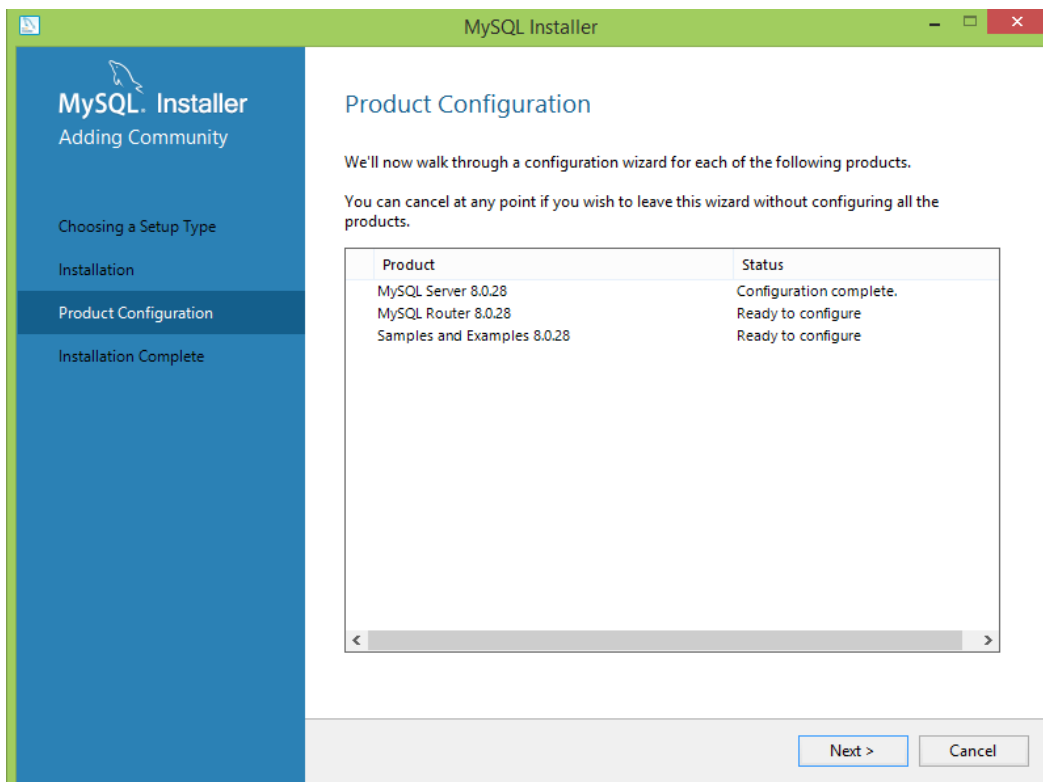 MySQL Installer
MySQL. Installer
Adding Community
Choosing a Setup Type
Installation
Product Configuration
Installation Complete
Product Configuration
We'll now walk through a configuration wizard for each of the following products.
You can cancel at any point if you wish to leave this wizard without configuring all the
products.
Product Status
MySQL Server 8.0.28 Configuration complete.
MySQL Router 8.0.28 Ready to configure
Samples and Examples 8.0.28 Ready to configure
Next > Cancel